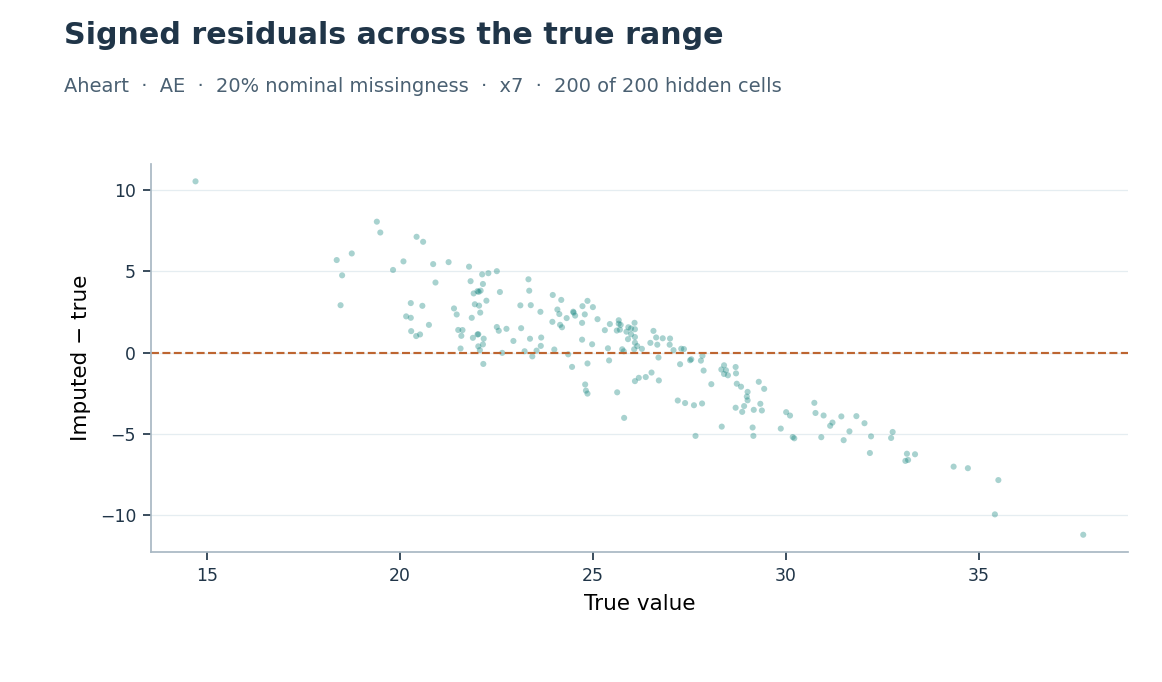 Signed residuals across the true range
Aheart · AE · 20% nominal missingness · x7 · 200 of 200 hidden cells
10
5
0
−5
−10
Imputed − true
15 20 25 30 35
True value